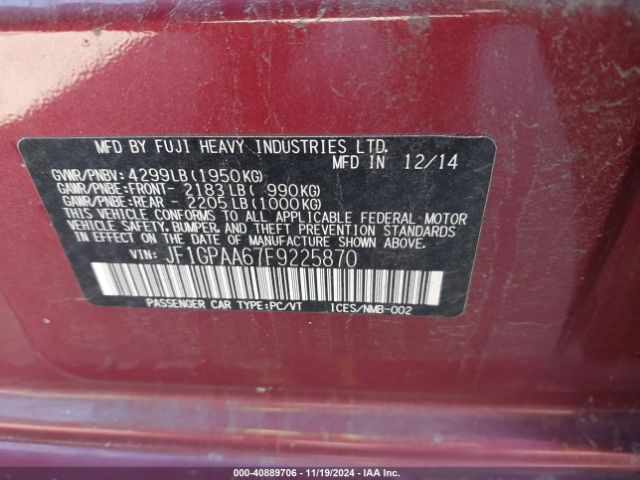 MFD BY FUJI HEAVY INDUSTRIES LTD.
MFD IN 12/14
GVWR/PNBV: 4299LB(1950KG)
GAWR/PNBE:FRONT- 2183LB( 990KG)
GAWR/PNBE:REAR - 2205LB(1000KG)
THIS VEHICLE CONFORMS TO ALL APPLICABLE FEDERAL MOTOR
VEHICLE SAFETY, BUMPER, AND THEFT PREVENTION
STANDARDS IN EFFECT ON THE DATE OF MANUFACTURE SHOWN ABOVE.
VIN: JF1GPAA67F9225870
PASSENGER CAR TYPE:PC/VT ICES/NMB-002
000-40889706 - 11/19/2024 - IAA Inc.